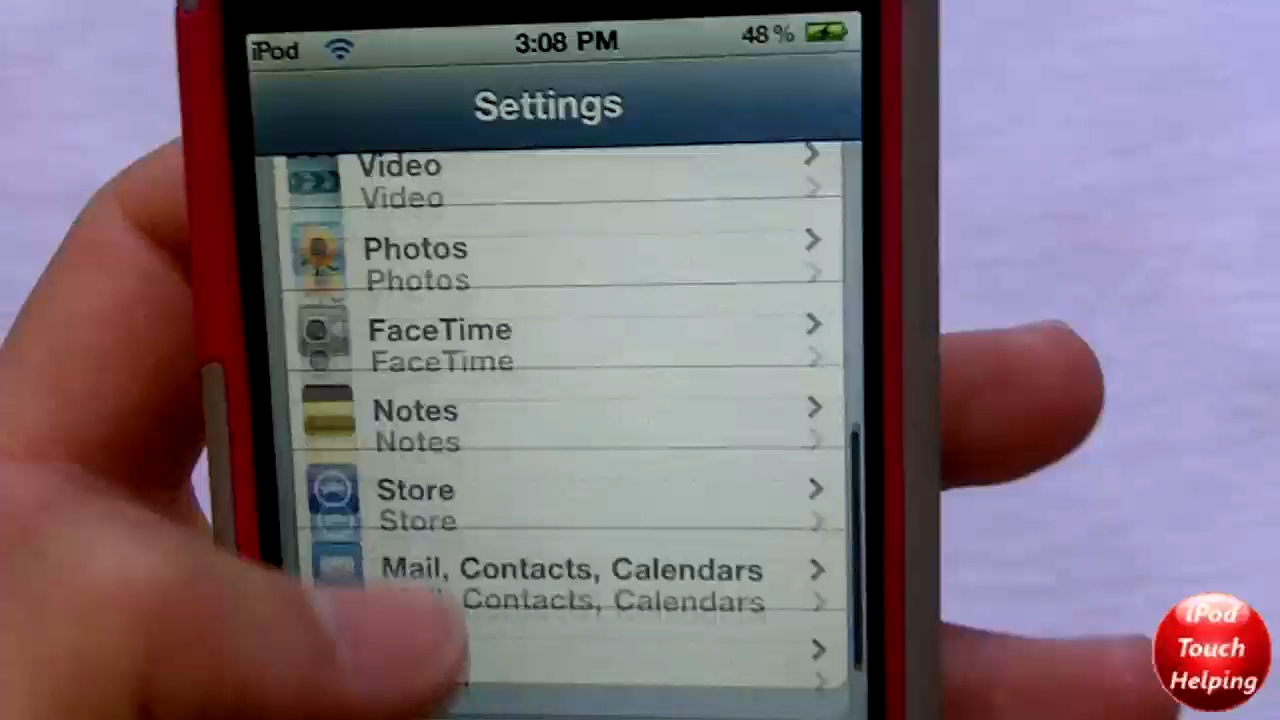 iPod 3:08 PM 48 %
Settings
Video
Video
Photos
Photos
FaceTime
FaceTime
Notes
Notes
Store
Store
Mail, Contacts, Calendars
Contacts, Calendars
iPod
Touch
Helping